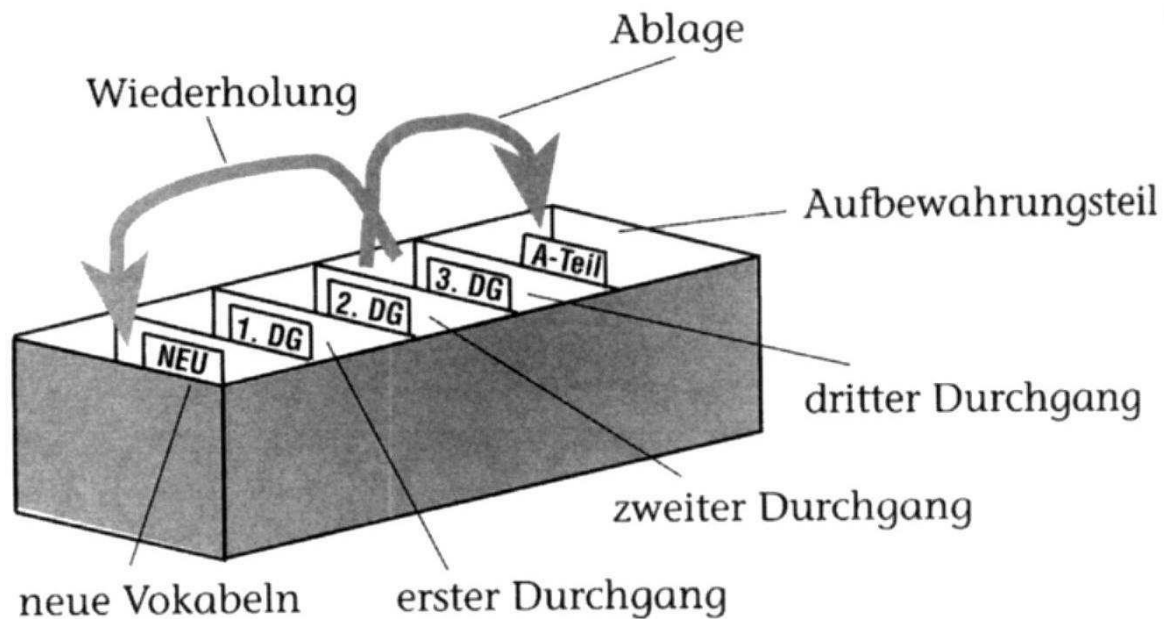 Ablage
Wiederholung
Aufbewahrungsteil
A-Teil
3. DG
2. DG
1. DG
NEU
dritter Durchgang
zweiter Durchgang
neue Vokabeln
erster Durchgang